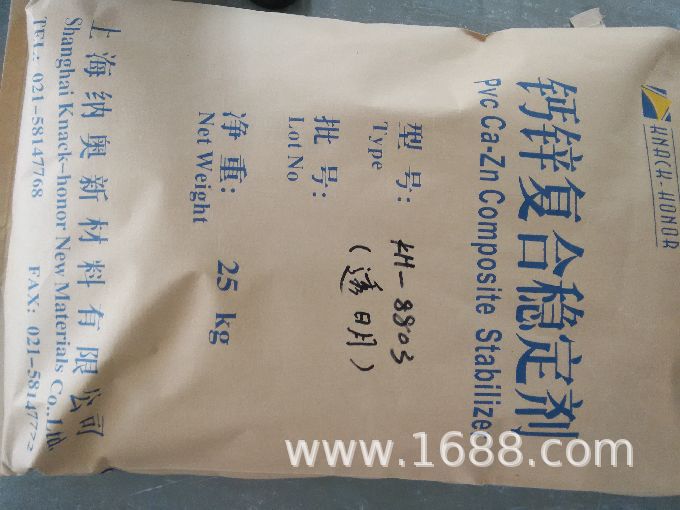 KNACK-HONOR
钙锌复合稳定剂
Pvc Ca-Zn Composite Stabilize
型号: HH-8803
Type
(透明)
批号:
Lot No
净重: 25 kg
Net Weight
上海纳奥新材料有限公司
Shanghai Knack-honor New Materials Co.,Ltd.
TEL: 021-58147768 FAX: 021-58147772
www.1688.com